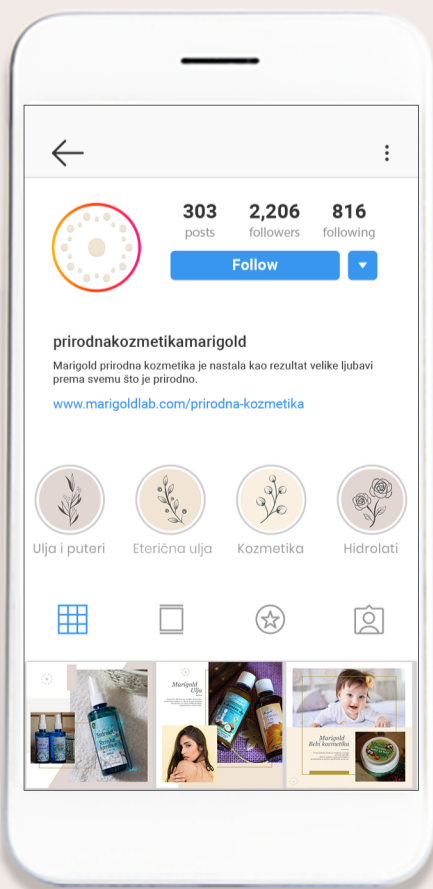 303 2,206 816
posts followers following
Follow
prirodnakozmetikamarigold
Marigold prirodna kozmetika je nastala kao rezultat velike ljubavi
prema svemu što je prirodno.
www.marigoldlab.com/prirodna-kozmetika
Ulja i puteri Eterična ulja Kozmetika Hidrolati
Marigold
Ulja
Marigold
Bebi kozmetika